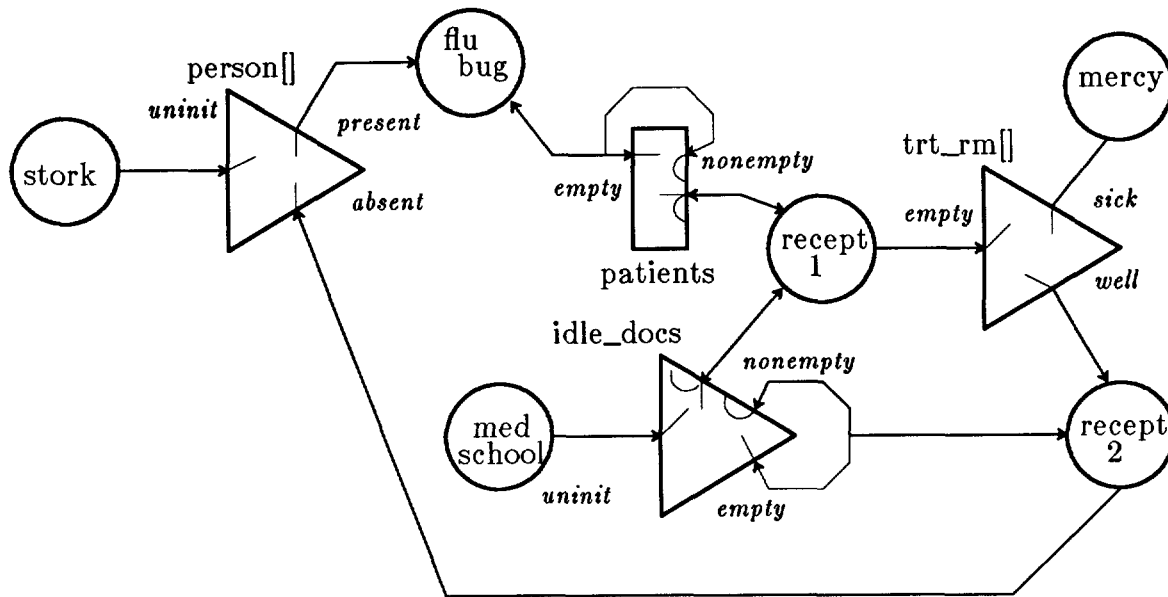 flu
bug
person[]
uninit
present
stork
absent
mercy
trt_rm[]
nonempty
empty
empty
sick
recept
1
patients
well
idle_docs
nonempty
med
school
recept
2
uninit
empty